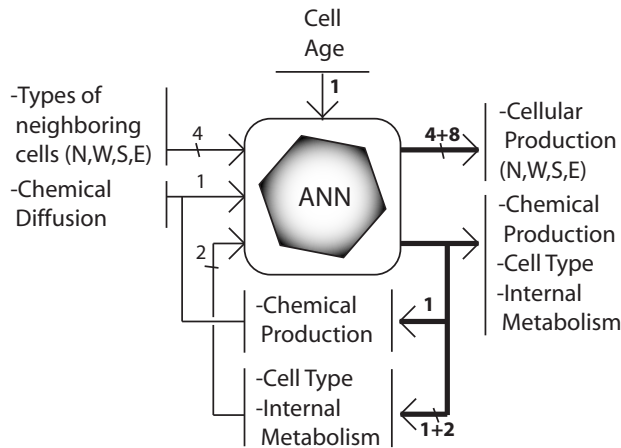 Cell
Age
1
-Types of
neighboring
cells (N,W,S,E)
4
-Chemical
Diffusion
1
2
ANN
4+8
-Cellular
Production
(N,W,S,E)
-Chemical
Production
-Cell Type
-Internal
Metabolism
-Chemical
Production
1
-Cell Type
-Internal
Metabolism
1+2